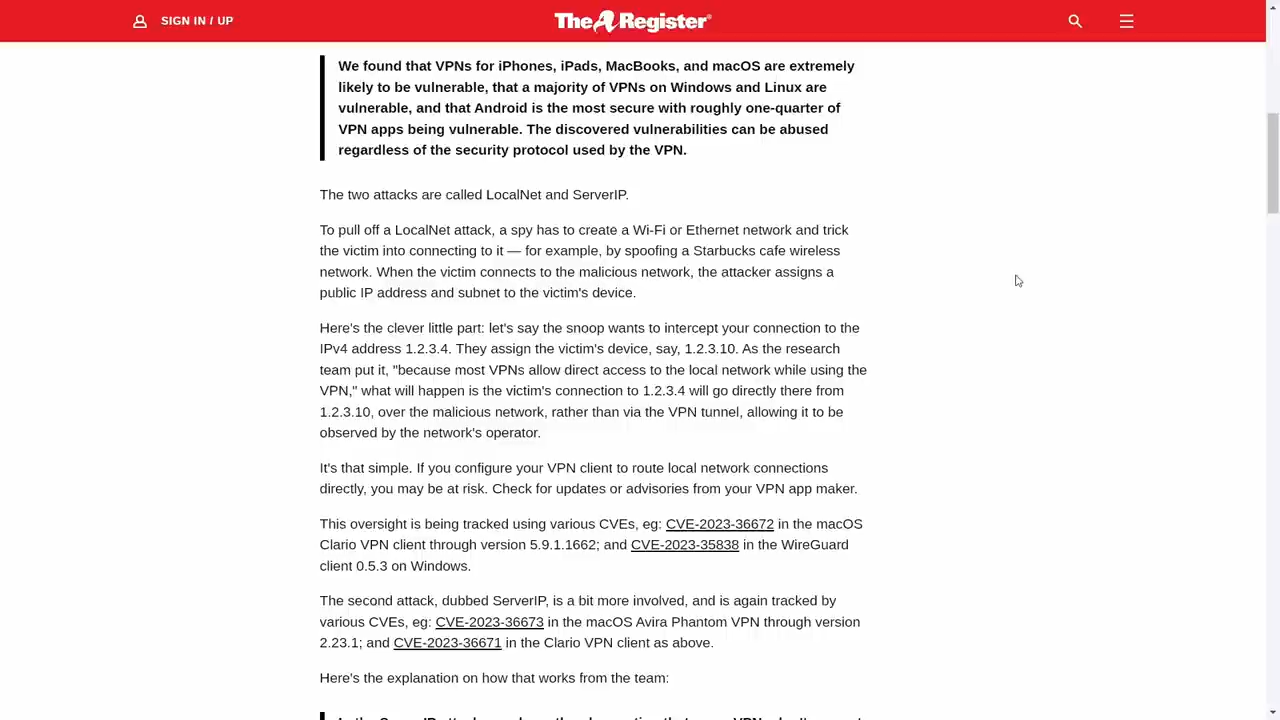 SIGN IN / UP
The Register
We found that VPNs for iPhones, iPads, MacBooks, and macOS are extremely
likely to be vulnerable, that a majority of VPNs on Windows and Linux are
vulnerable, and that Android is the most secure with roughly one-quarter of
VPN apps being vulnerable. The discovered vulnerabilities can be abused
regardless of the security protocol used by the VPN.
The two attacks are called LocalNet and ServerIP.
To pull off a LocalNet attack, a spy has to create a Wi-Fi or Ethernet network and trick
the victim into connecting to it — for example, by spoofing a Starbucks cafe wireless
network. When the victim connects to the malicious network, the attacker assigns a
public IP address and subnet to the victim's device.
Here's the clever little part: let's say the snoop wants to intercept your connection to the
IPv4 address 1.2.3.4. They assign the victim's device, say, 1.2.3.10. As the research
team put it, "because most VPNs allow direct access to the local network while using the
VPN," what will happen is the victim's connection to 1.2.3.4 will go directly there from
1.2.3.10, over the malicious network, rather than via the VPN tunnel, allowing it to be
observed by the network's operator.
It's that simple. If you configure your VPN client to route local network connections
directly, you may be at risk. Check for updates or advisories from your VPN app maker.
This oversight is being tracked using various CVEs, eg: CVE-2023-36672 in the macOS
Clario VPN client through version 5.9.1.1662; and CVE-2023-35838 in the WireGuard
client 0.5.3 on Windows.
The second attack, dubbed ServerIP, is a bit more involved, and is again tracked by
various CVEs, eg: CVE-2023-36673 in the macOS Avira Phantom VPN through version
2.23.1; and CVE-2023-36671 in the Clario VPN client as above.
Here's the explanation on how that works from the team: